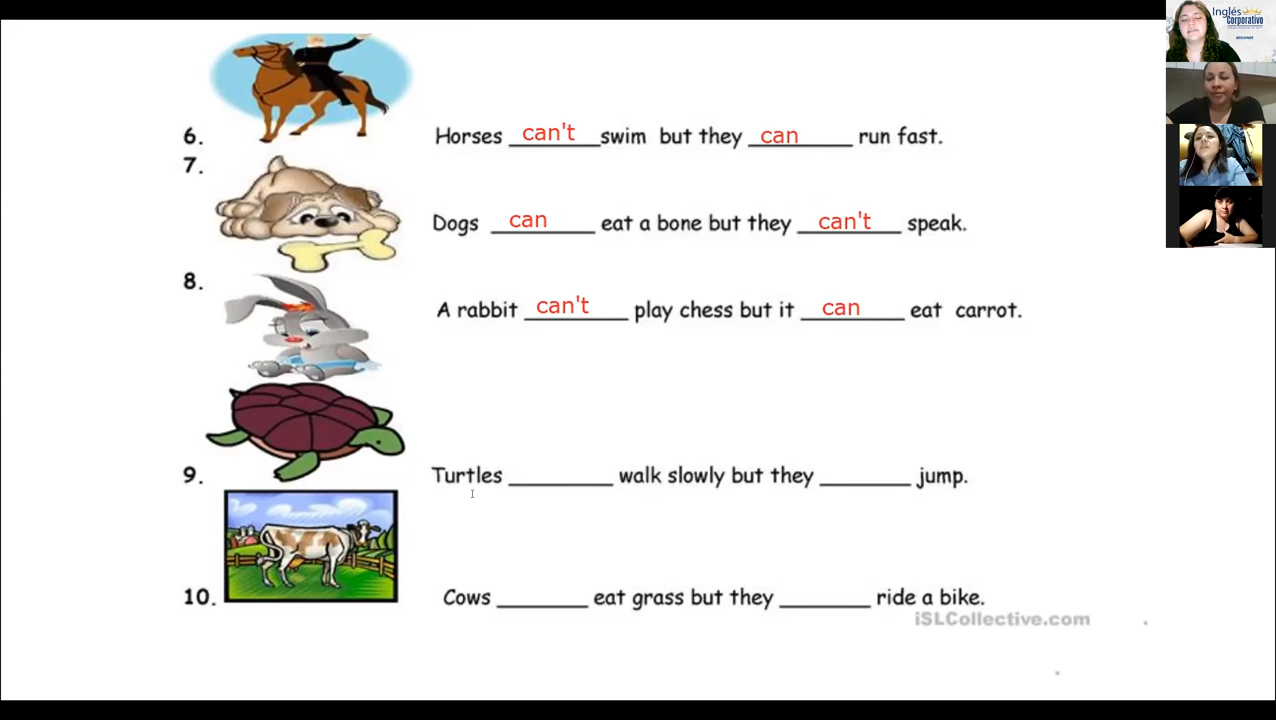 Inglés
Corporativo
BEGINNER
6. Horses can't swim but they can run fast.
7.
Dogs can eat a bone but they can't speak.
8.
A rabbit can't play chess but it can eat carrot.
9. Turtles ________ walk slowly but they ________ jump.
10. Cows ________ eat grass but they ________ ride a bike.
iSLCollective.com